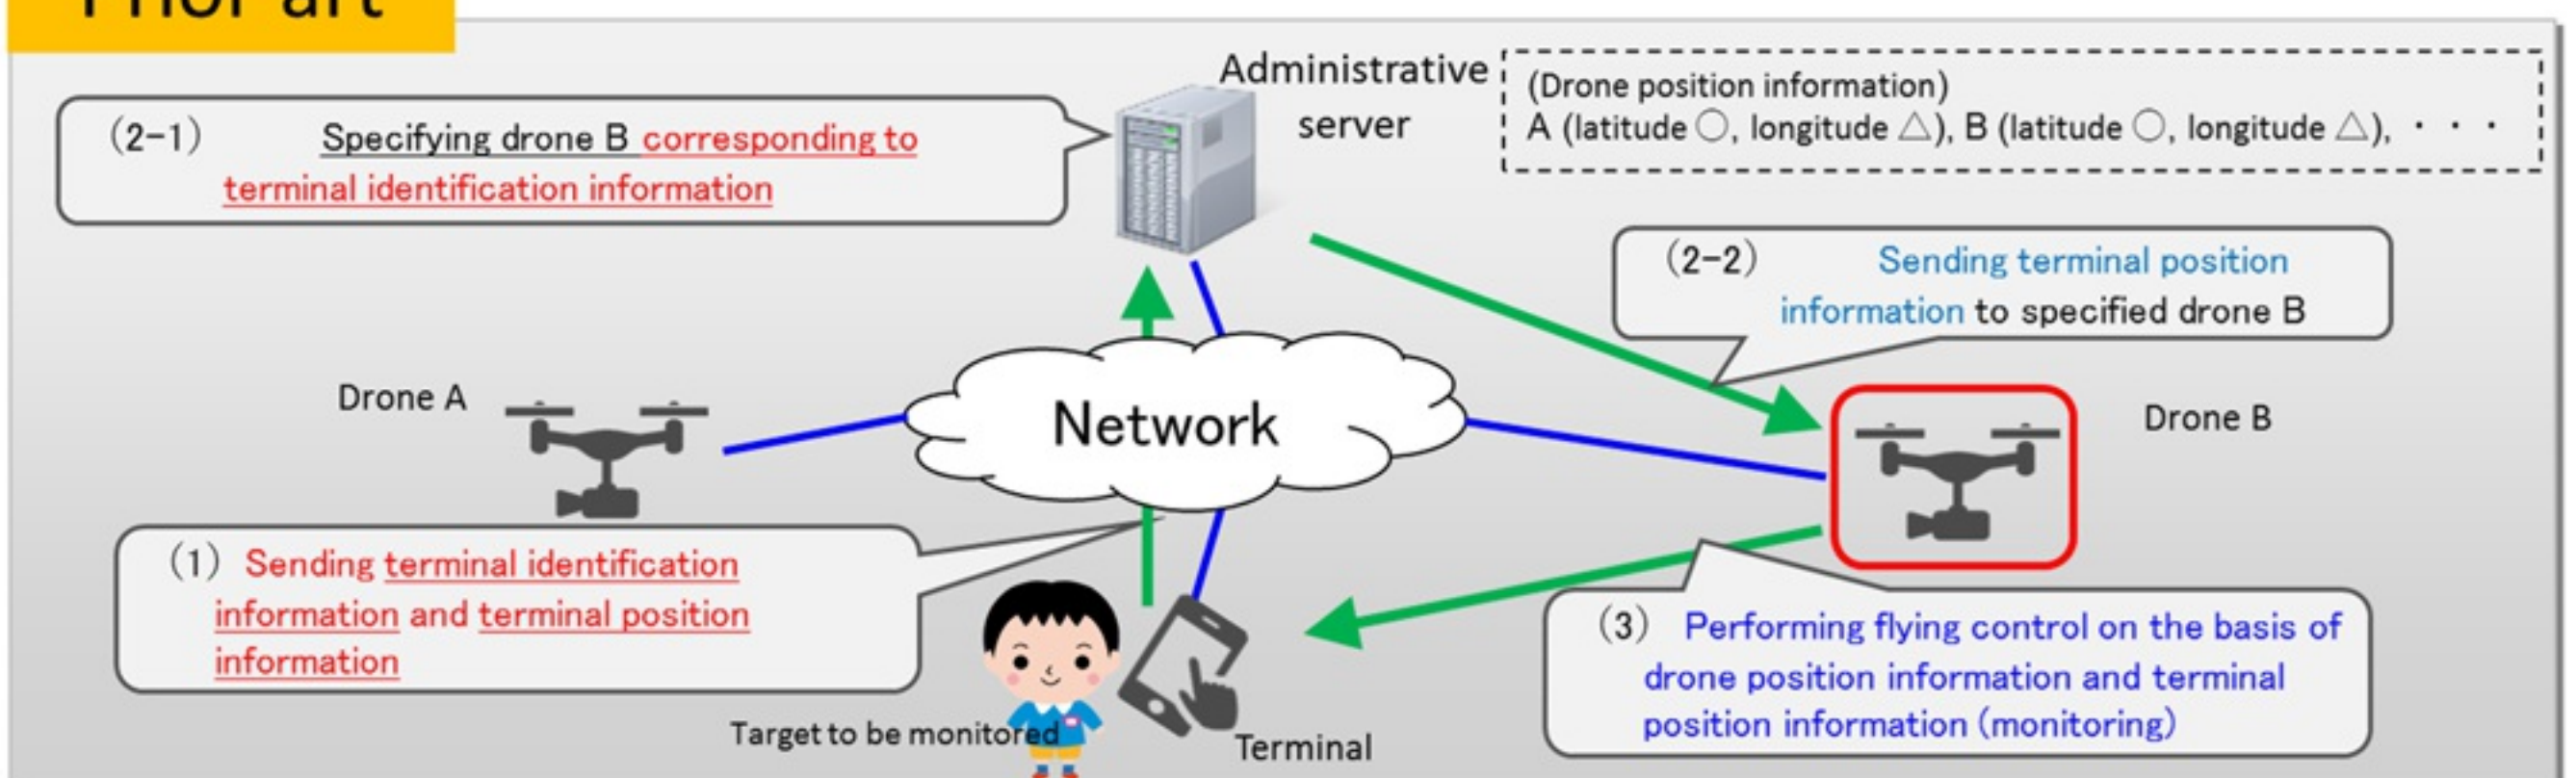 Prior art
Administrative
server
(Drone position information)
A (latitude ○, longitude △), B (latitude ○, longitude △), ・ ・ ・
(2-1) Specifying drone B corresponding to
terminal identification information
(2-2) Sending terminal position
information to specified drone B
Drone A
Network
Drone B
(1) Sending terminal identification
information and terminal position
information
(3) Performing flying control on the basis of
drone position information and terminal
position information (monitoring)
Target to be monitored
Terminal